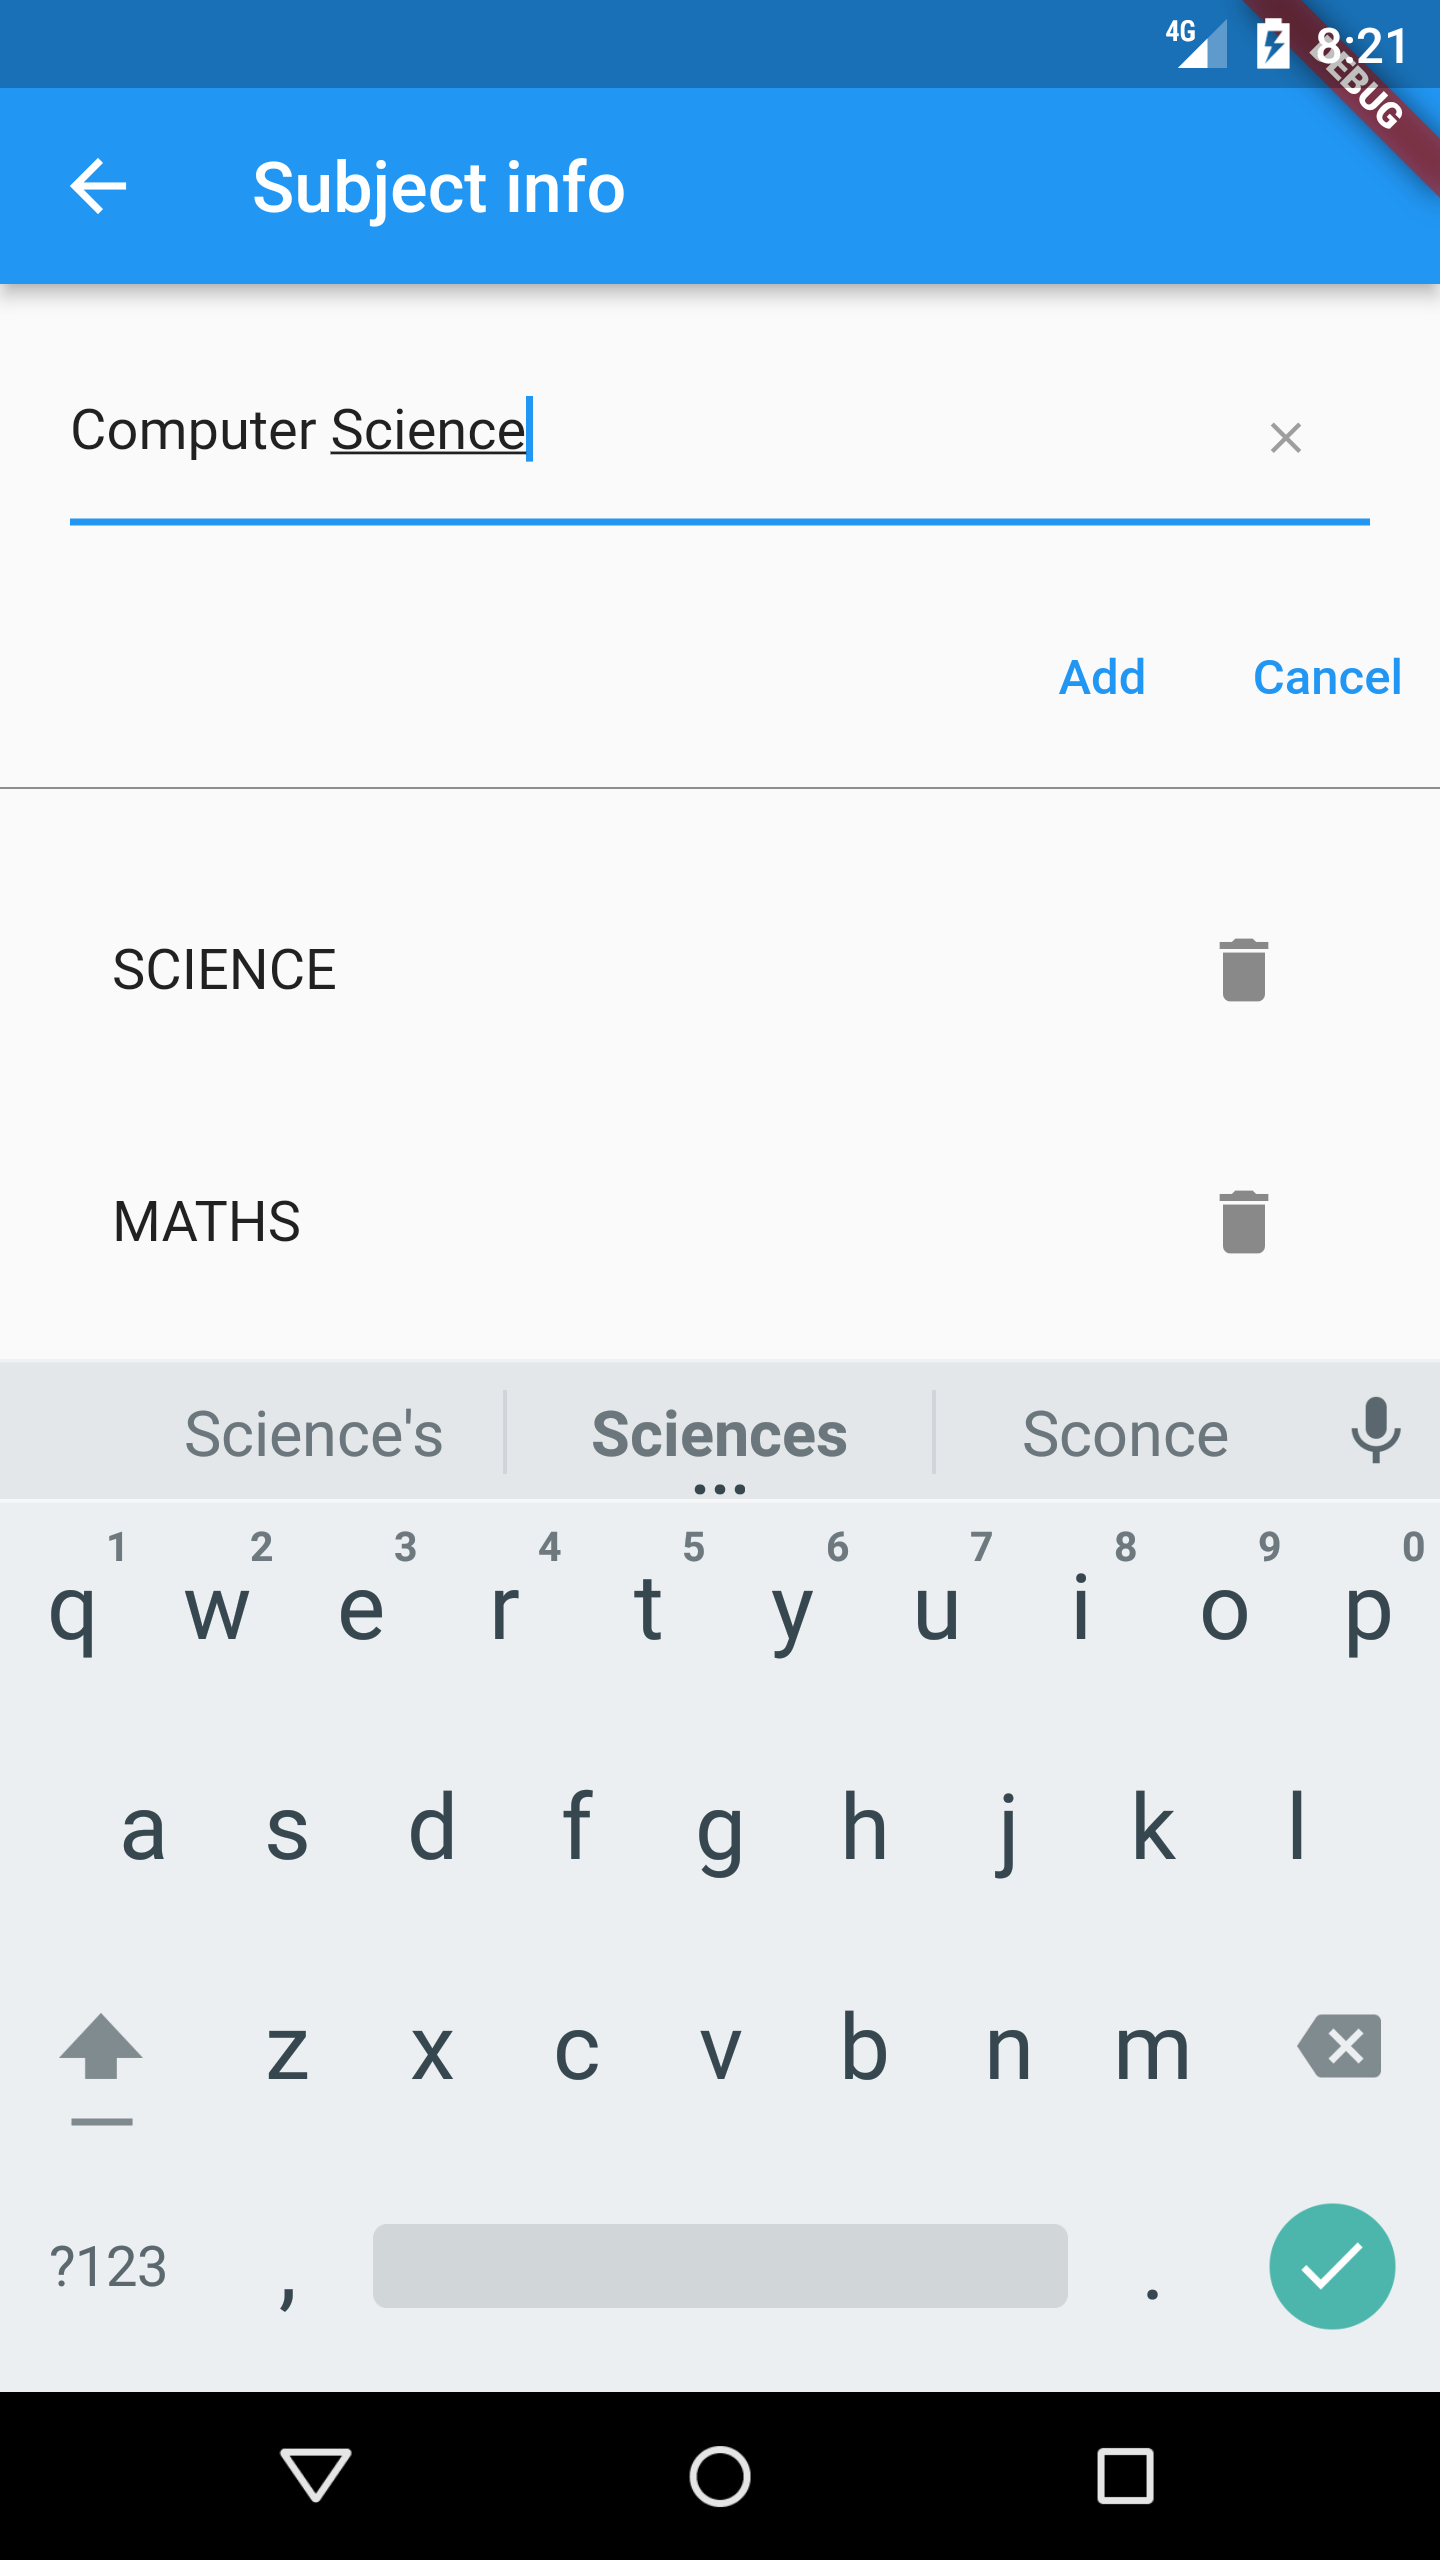 4G 8:21
DEBUG
Subject info
Computer Science
Add Cancel
SCIENCE
MATHS
Science's Sciences Sconce
1 2 3 4 5 6 7 8 9 0
q w e r t y u i o p
a s d f g h j k l
z x c v b n m
?123 , .